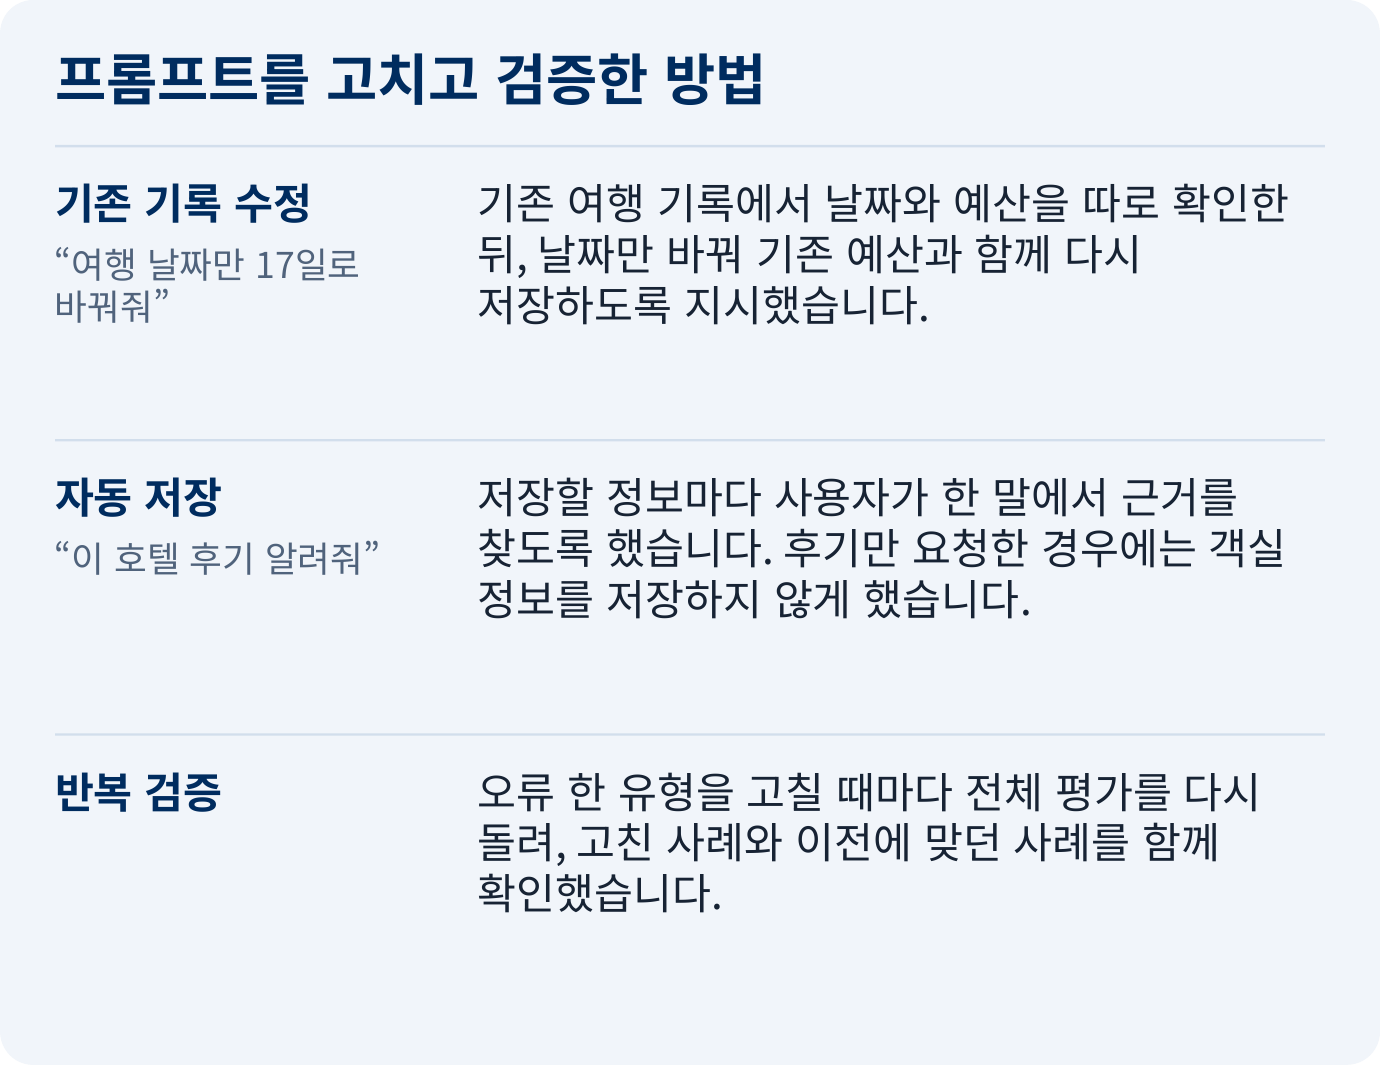 프롬프트를 고치고 검증한 방법
기존 기록 수정
“여행 날짜만 17일로
바꿔줘”
기존 여행 기록에서 날짜와 예산을 따로 확인한
뒤, 날짜만 바꿔 기존 예산과 함께 다시
저장하도록 지시했습니다.
자동 저장
“이 호텔 후기 알려줘”
저장할 정보마다 사용자가 한 말에서 근거를
찾도록 했습니다. 후기만 요청한 경우에는 객실
정보를 저장하지 않게 했습니다.
반복 검증
오류 한 유형을 고칠 때마다 전체 평가를 다시
돌려, 고친 사례와 이전에 맞던 사례를 함께
확인했습니다.